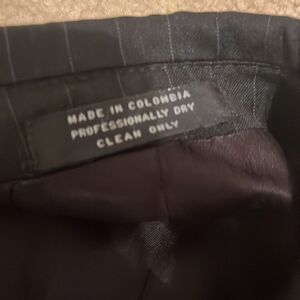 MADE IN COLOMBIA
PROFESSIONALLY DRY
CLEAN ONLY